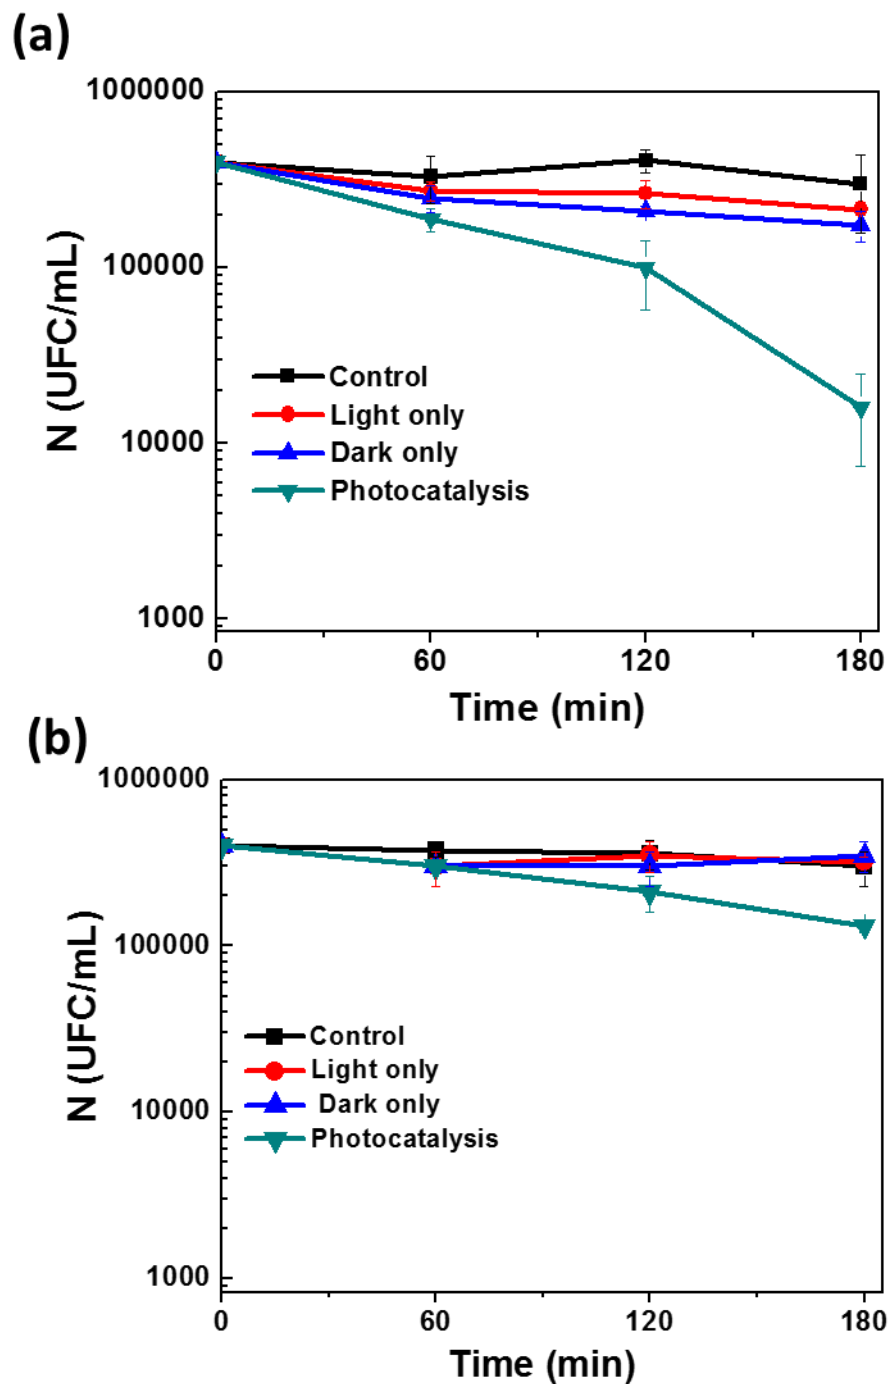 (a)
1000000
100000
10000
1000
N (UFC/mL)
Control
Light only
Dark only
Photocatalysis
0 60 120 180
Time (min)
(b)
1000000
100000
10000
1000
N (UFC/mL)
Control
Light only
Dark only
Photocatalysis
0 60 120 180
Time (min)